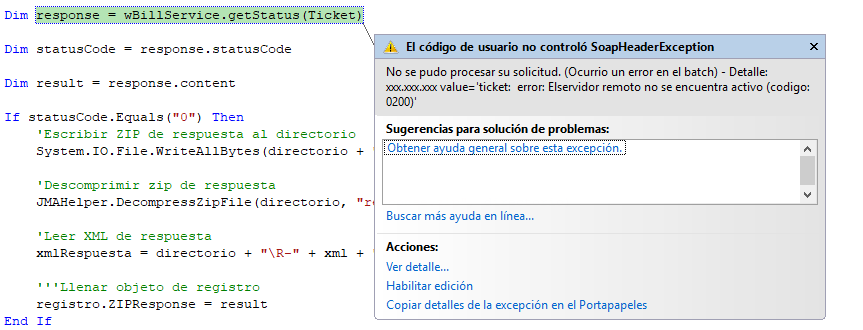 Dim response = wBillService.getStatus(Ticket)
Dim statusCode = response.statusCode
Dim result = response.content
If statusCode.Equals("0") Then
'Escribir ZIP de respuesta al directorio
System.IO.File.WriteAllBytes(directorio + "
'Descomprimir zip de respuesta
JMAHelper.DecompressZipFile(directorio, "re
'Leer XML de respuesta
xmlRespuesta = directorio + "\R-" + xml + "
'''Llenar objeto de registro
registro.ZIPResponse = result
End If
El código de usuario no controló SoapHeaderException
No se pudo procesar su solicitud. (Ocurrio un error en el batch) - Detalle:
xxx.xxx.xxx value='ticket: error: Elservidor remoto no se encuentra activo (codigo:
0200)'
Sugerencias para solución de problemas:
Obtener ayuda general sobre esta excepción.
Buscar más ayuda en línea...
Acciones:
Ver detalle...
Habilitar edición
Copiar detalles de la excepción en el Portapapeles